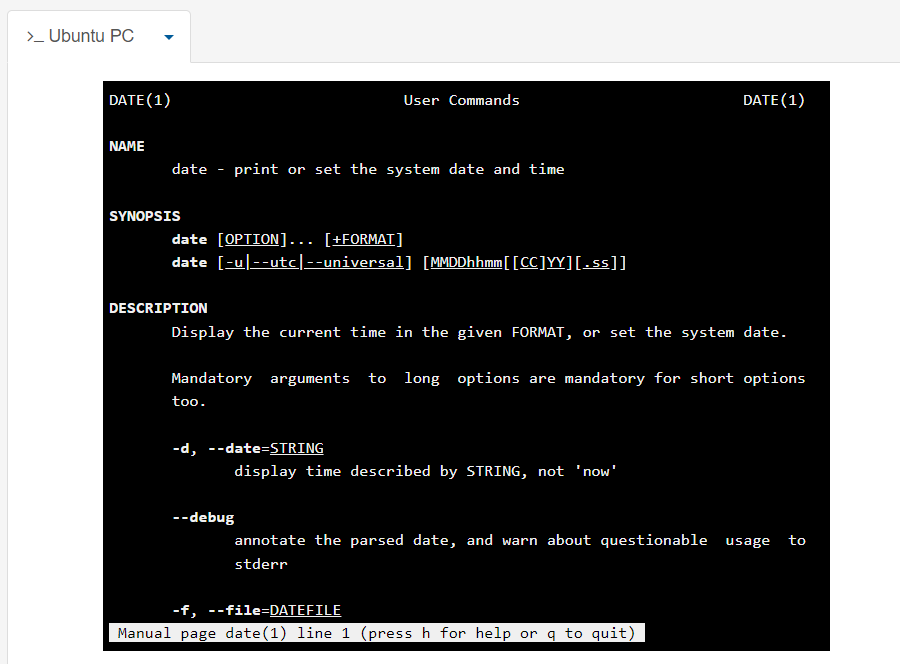 >_ Ubuntu PC
DATE(1) User Commands DATE(1)
NAME
date - print or set the system date and time
SYNOPSIS
date [OPTION]... [+FORMAT]
date [-u|--utc|--universal] [MMDDhhmm[[CC]YY][.ss]]
DESCRIPTION
Display the current time in the given FORMAT, or set the system date.
Mandatory arguments to long options are mandatory for short options
too.
-d, --date=STRING
display time described by STRING, not 'now'
--debug
annotate the parsed date, and warn about questionable usage to
stderr
-f, --file=DATEFILE
Manual page date(1) line 1 (press h for help or q to quit)